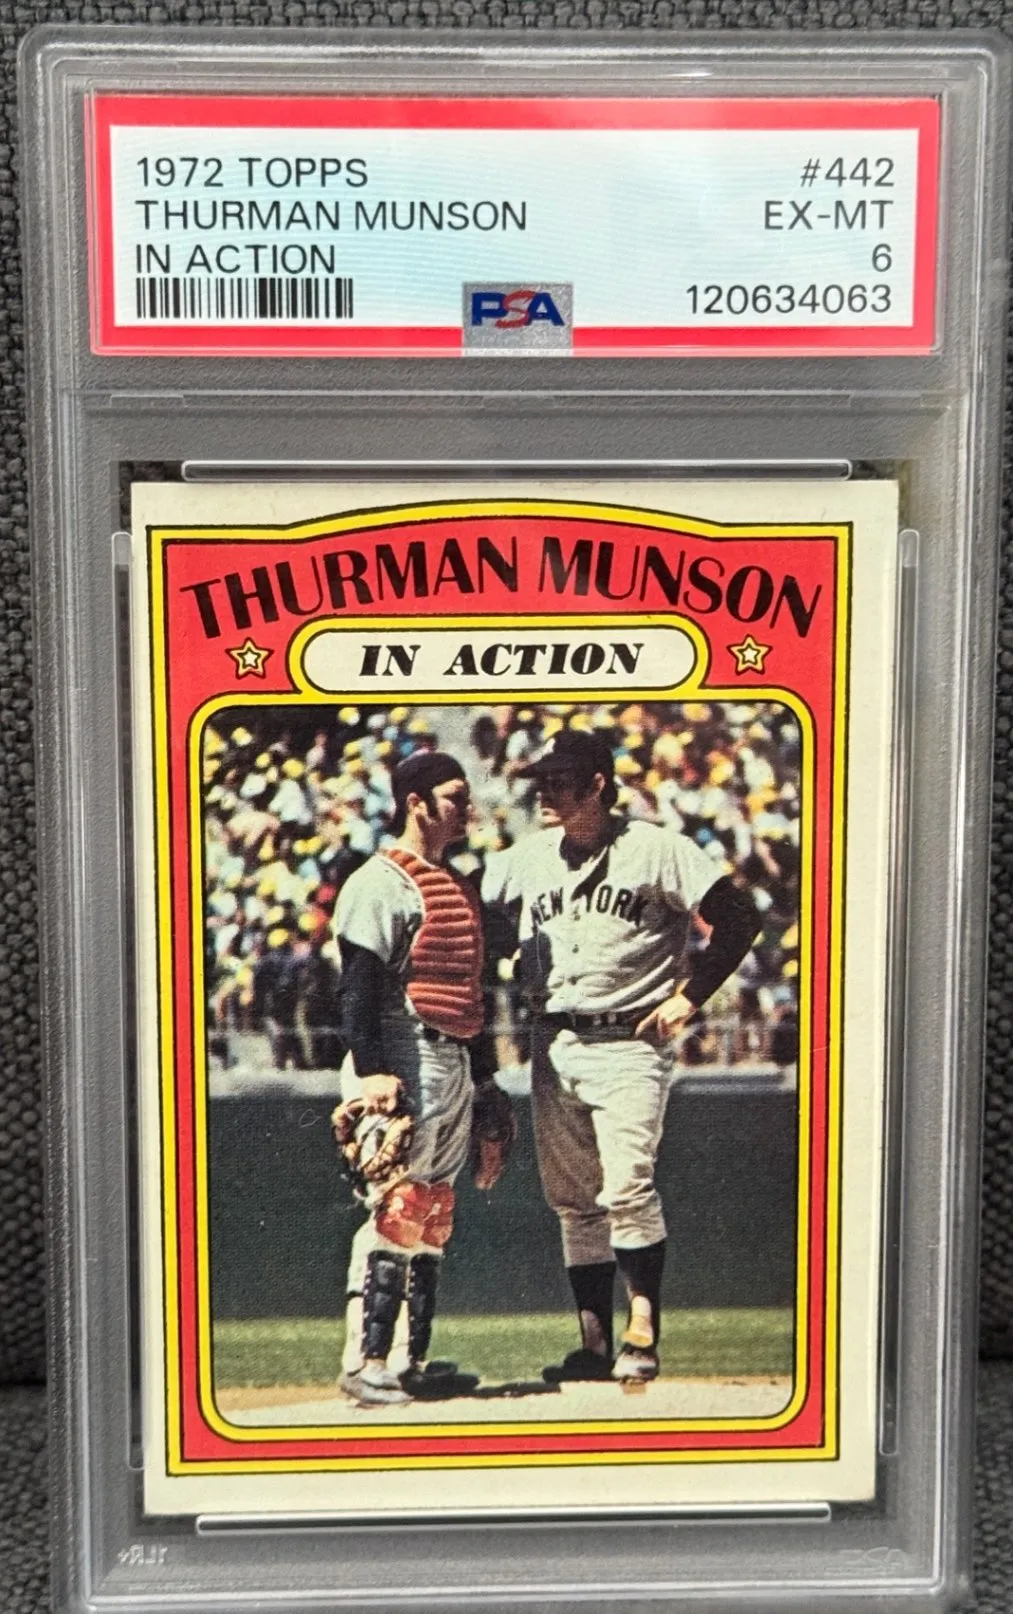 1972 TOPPS #442
THURMAN MUNSON EX-MT
IN ACTION 6
PSA 120634063
THURMAN MUNSON
IN ACTION
NEW YORK